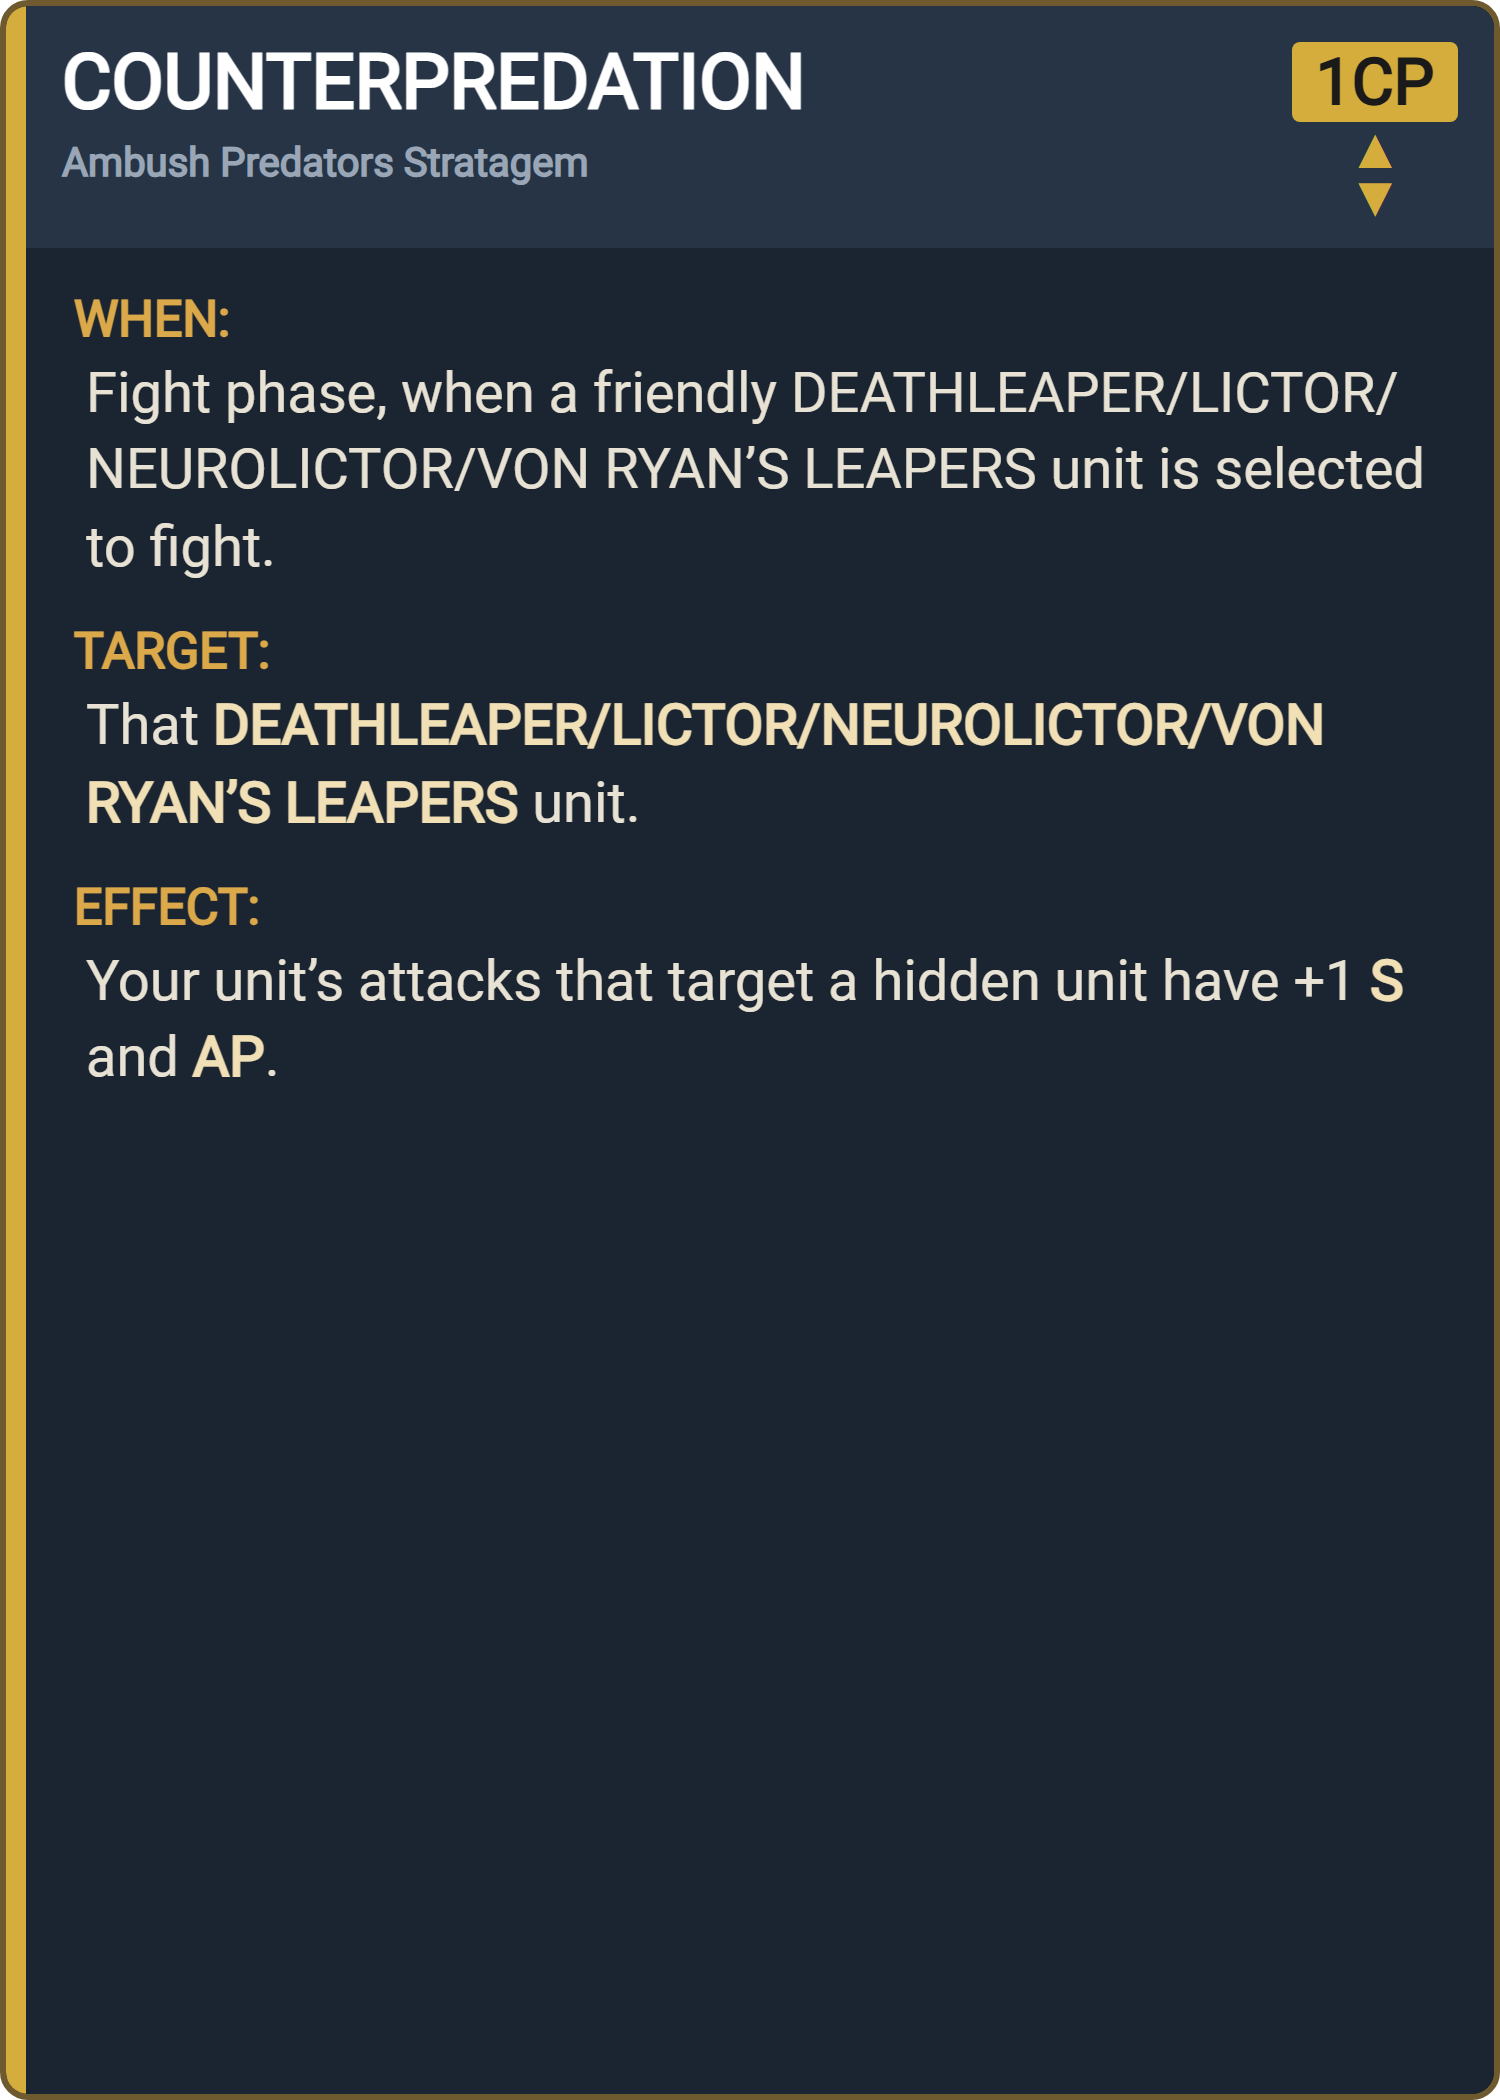 COUNTERPREDATION
1CP
Ambush Predators Stratagem
▲
▼
WHEN:
Fight phase, when a friendly DEATHLEAPER/LICTOR/
NEUROLICTOR/VON RYAN’S LEAPERS unit is selected
to fight.
TARGET:
That DEATHLEAPER/LICTOR/NEUROLICTOR/VON
RYAN’S LEAPERS unit.
EFFECT:
Your unit’s attacks that target a hidden unit have +1 S
and AP.